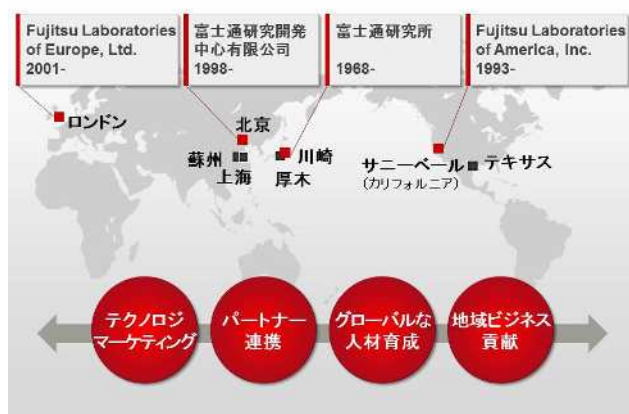 Fujitsu Laboratories
of Europe, Ltd.
2001-
富士通研究開発
中心有限公司
1998-
富士通研究所
1968-
Fujitsu Laboratories
of America, Inc.
1993-
ロンドン
北京
蘇州
上海
川崎
厚木
サニーベール
(カリフォルニア)
テキサス
テクノロジ
マーケティング
パートナー
連携
グローバルな
人材育成
地域ビジネス
貢献